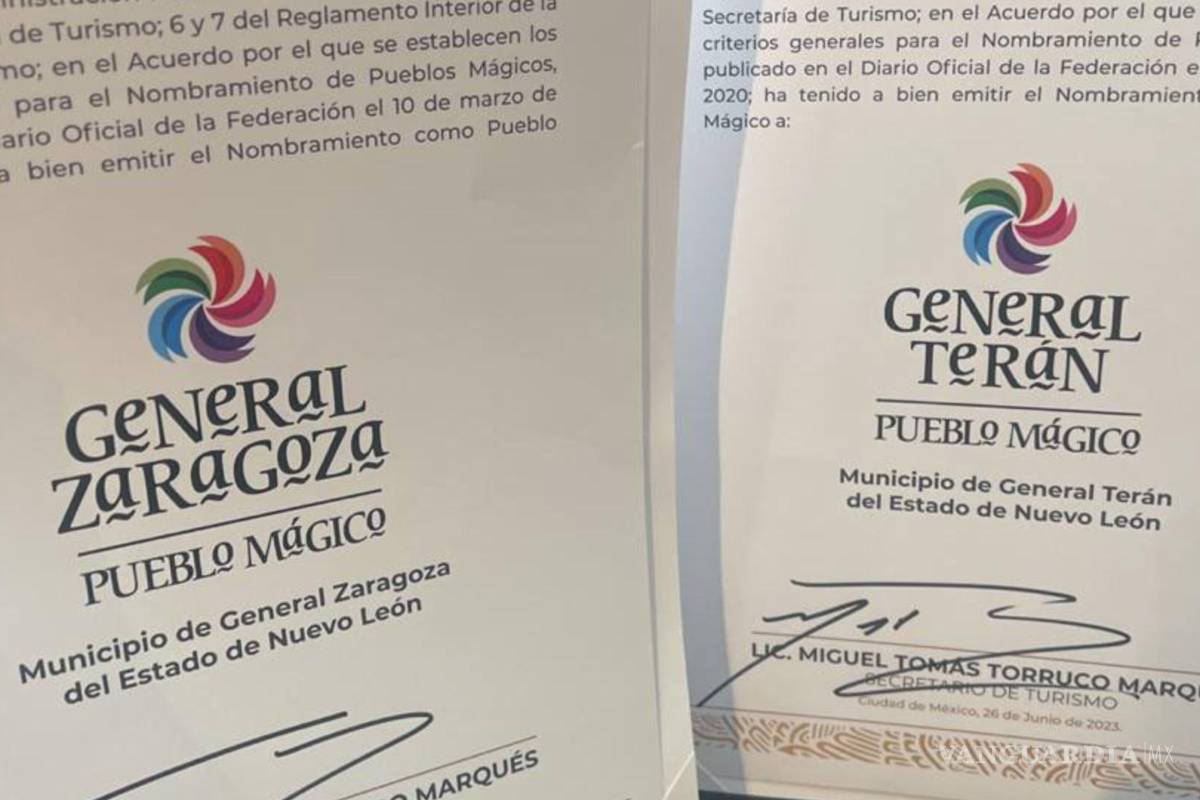 de Turismo; 6 y 7 del Reglamento Interior de la
en el Acuerdo por el que se establecen los
para el Nombramiento de Pueblos Mágicos,
Oficial de la Federación el 10 de marzo de
a bien emitir el Nombramiento como Pueblo
GENERAL
ZARAGOZA
PUEBLO MÁGICO
Municipio de General Zaragoza
del Estado de Nuevo León
MARQUÉS
Secretaría de Turismo; en el Acuerdo por el que
criterios generales para el Nombramiento de
publicado en el Diario Oficial de la Federación
2020; ha tenido a bien emitir el
Mágico a:
GENERAL
TERÁN
PUEBLO MÁGICO
Municipio de General Terán
del Estado de Nuevo León
LIC. MIGUEL TOMÁS TORRUCO
SECRETARIO DE TURISMO
Ciudad de México, 26 de Junio de 2023.
VANGUARDIA|MX